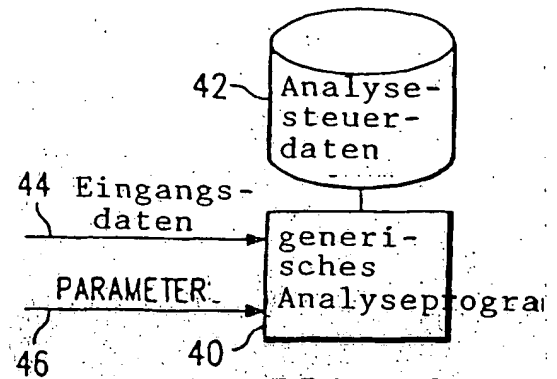 42
Analyse-
steuer-
daten
44
Eingangs-
daten
generi-
sches
Analyseprogra
PARAMETER
46
40